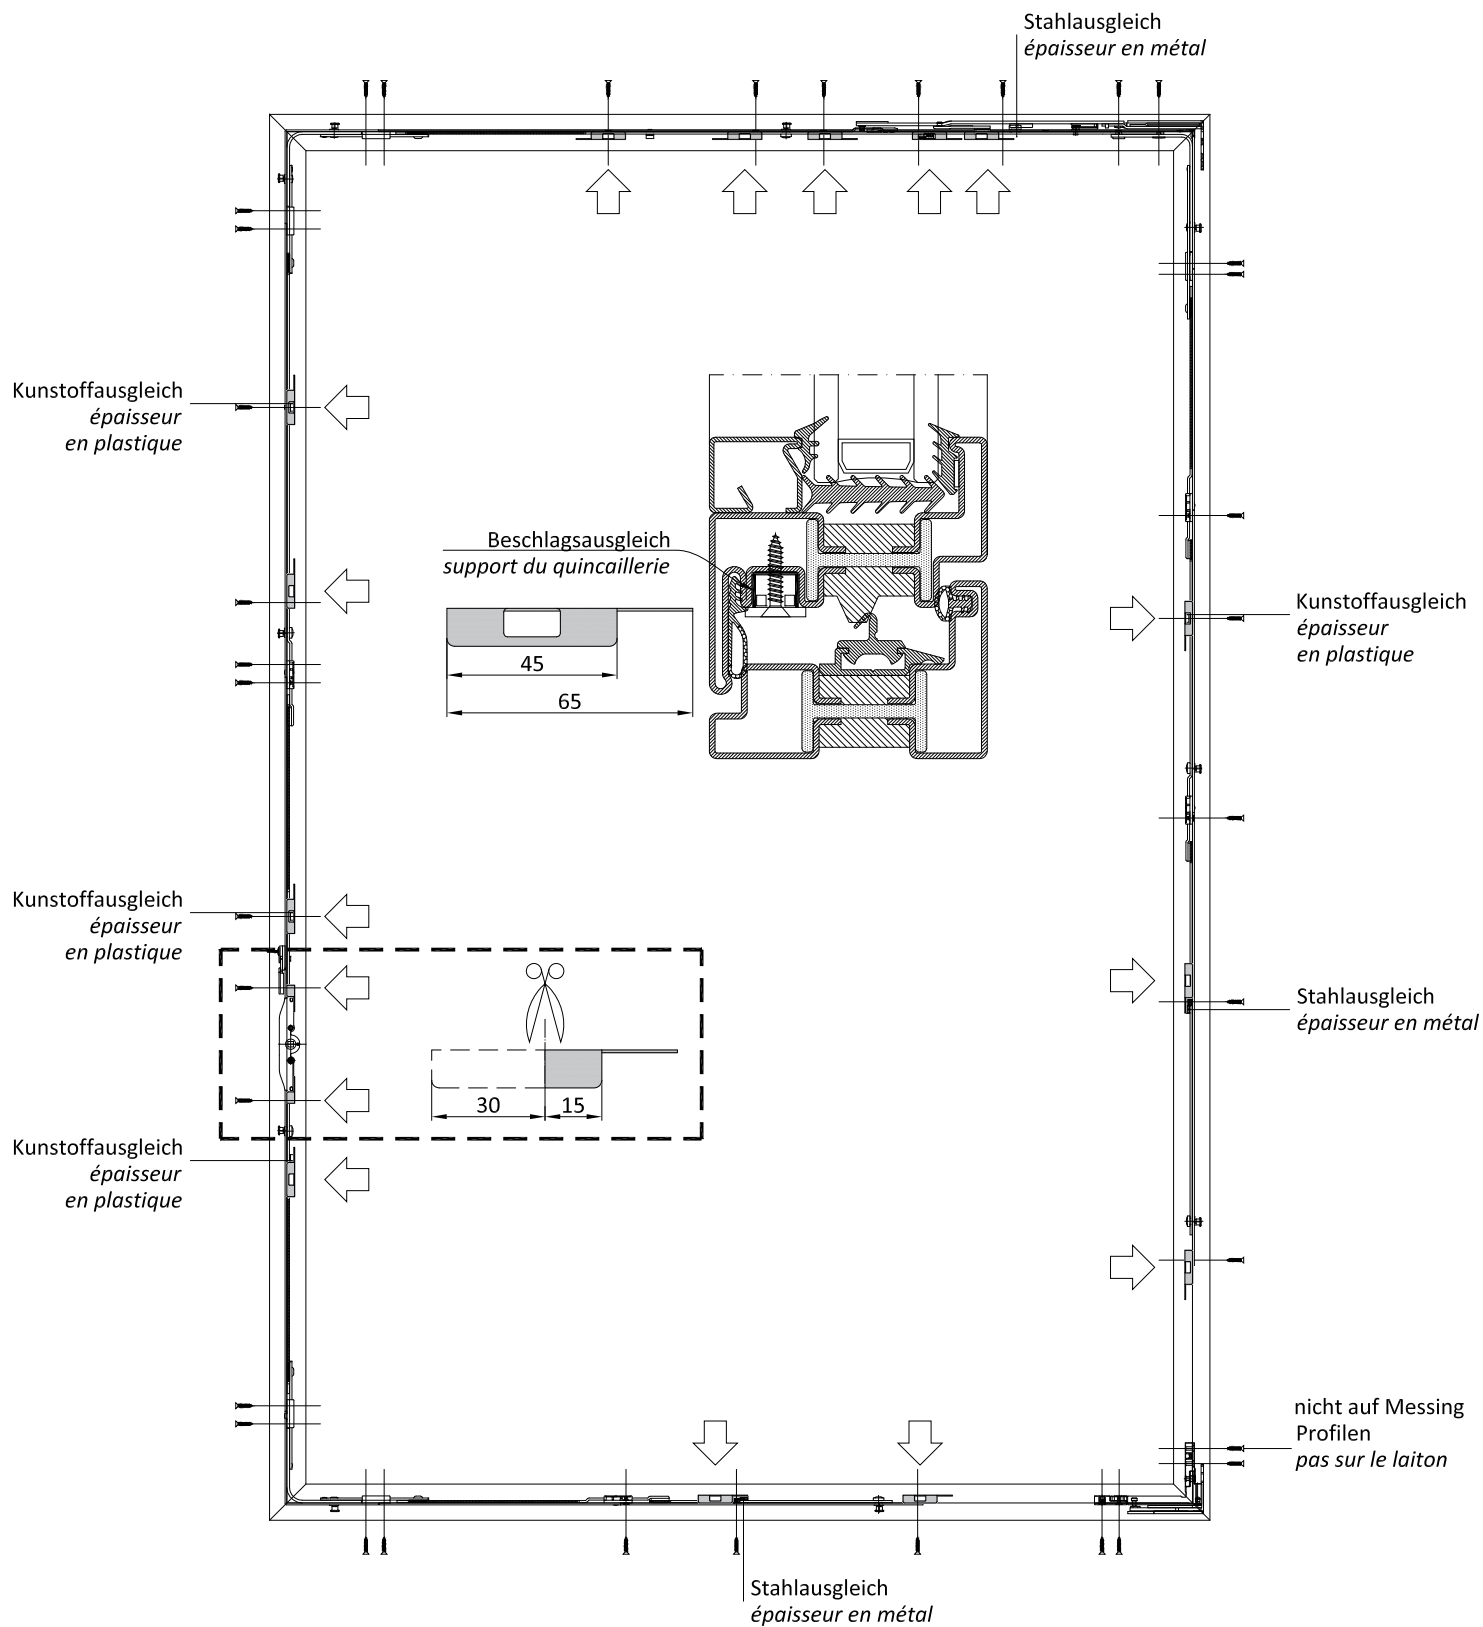 Stahlausgleich
épaisseur en métal
Kunstoffausgleich
épaisseur
en plastique
Beschlagsausgleich
support du quincaillerie
45
65
Kunstoffausgleich
épaisseur
en plastique
Kunstoffausgleich
épaisseur
en plastique
Stahlausgleich
épaisseur en métal
30
15
Kunstoffausgleich
épaisseur
en plastique
nicht auf Messing
Profilen
pas sur le laiton
Stahlausgleich
épaisseur en métal